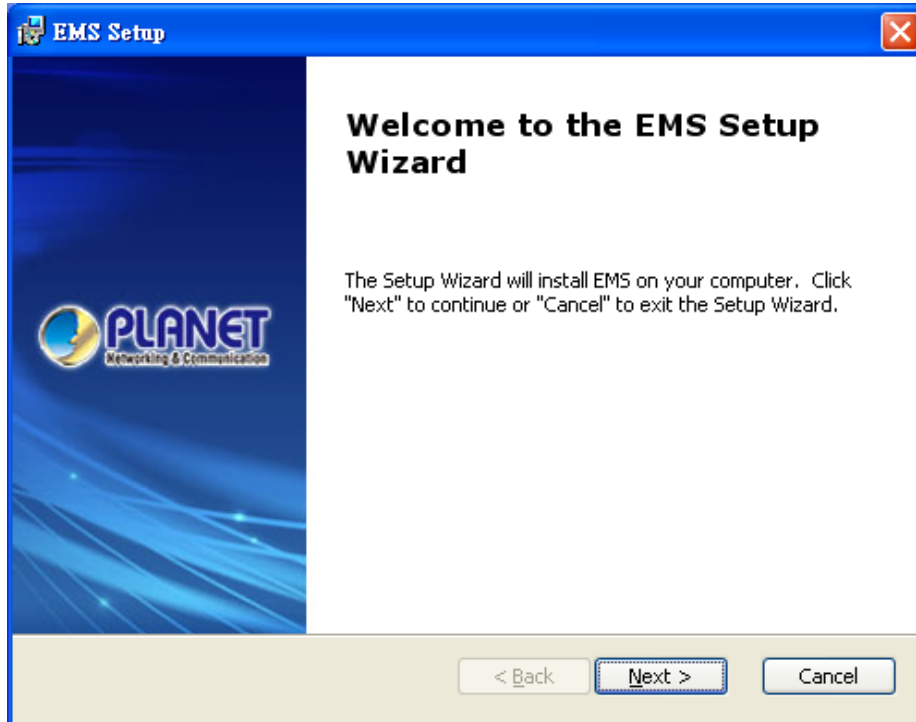 EMS Setup
Welcome to the EMS Setup
Wizard
The Setup Wizard will install EMS on your computer.  Click
"Next" to continue or "Cancel" to exit the Setup Wizard.
PLANET
Networking & Communication
< Back
Next >
Cancel